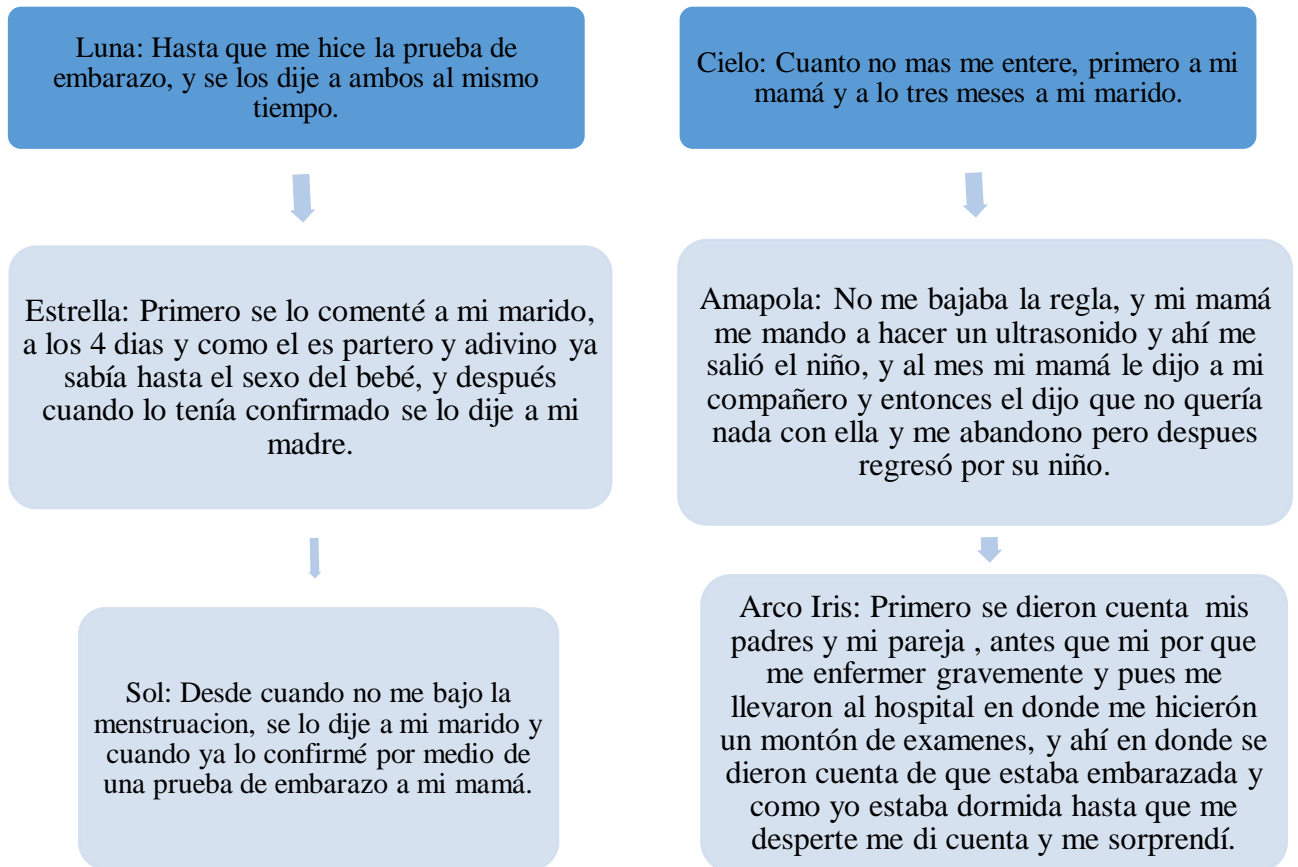 Luna: Hasta que me hice la prueba de
embarazo, y se los dije a ambos al mismo
tiempo.
Estrella: Primero se lo comenté a mi marido,
a los 4 dias y como el es partero y adivino ya
sabía hasta el sexo del bebé, y después
cuando lo tenía confirmado se lo dije a mi
madre.
Sol: Desde cuando no me bajo la
menstruacion, se lo dije a mi marido y
cuando ya lo confirmé por medio de
una prueba de embarazo a mi mamá.
Cielo: Cuanto no mas me entere, primero a mi
mamá y a lo tres meses a mi marido.
Amapola: No me bajaba la regla, y mi mamá
me mando a hacer un ultrasonido y ahí me
salió el niño, y al mes mi mamá le dijo a mi
compañero y entonces el dijo que no quería
nada con ella y me abandono pero despues
regresó por su niño.
Arco Iris: Primero se dieron cuenta mis
padres y mi pareja , antes que mi por que
me enfermer gravemente y pues me
llevaron al hospital en donde me hicierón
un montón de examenes, y ahí en donde se
dieron cuenta de que estaba embarazada y
como yo estaba dormida hasta que me
desperte me di cuenta y me sorprendí.